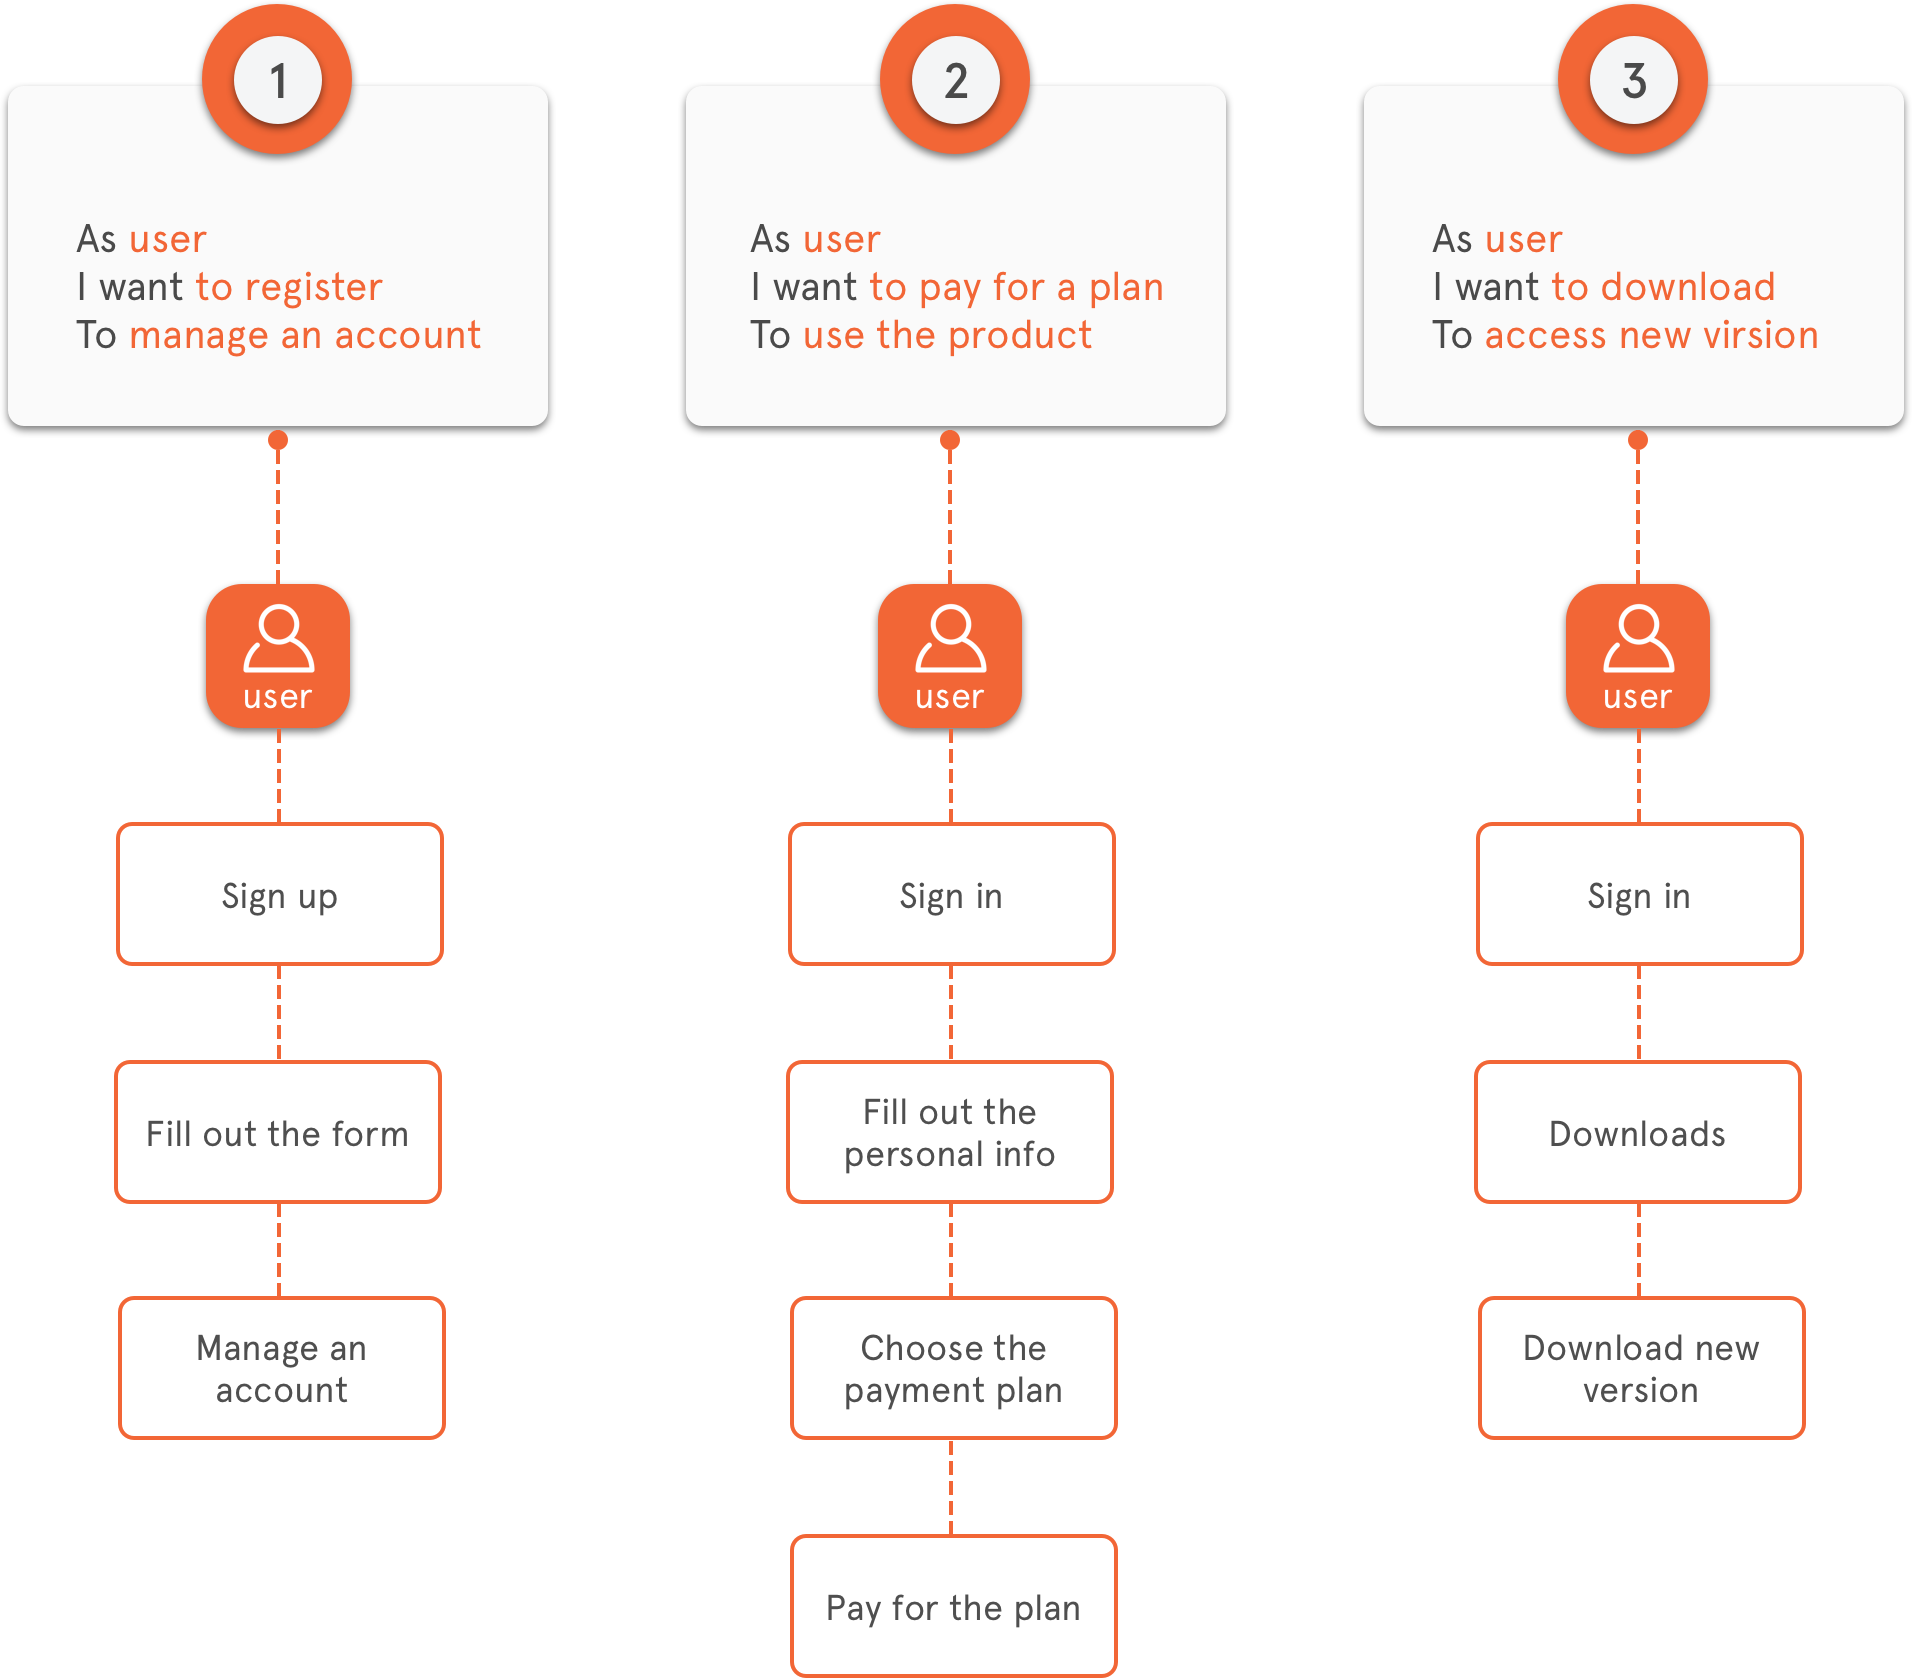 1
As user
I want to register
To manage an account
user
Sign up
Fill out the form
Manage an
account
2
As user
I want to pay for a plan
To use the product
user
Sign in
Fill out the
personal info
Choose the
payment plan
Pay for the plan
3
As user
I want to download
To access new virsion
user
Sign in
Downloads
Download new
version